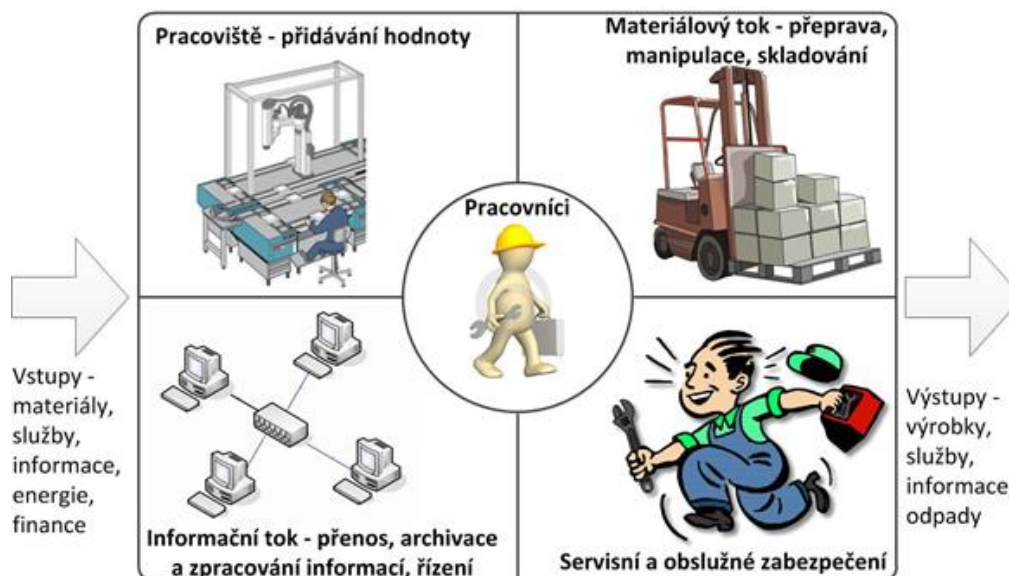 Pracoviště - přidávání hodnoty
Materiálový tok - přeprava,
manipulace, skladování
Pracovníci
Vstupy -
materiály,
služby,
informace,
energie,
finance
Výstupy -
výrobky,
služby,
informace
odpady
Informační tok - přenos, archivace
a zpracování informací, řízení
Servisní a obslužné zabezpečení